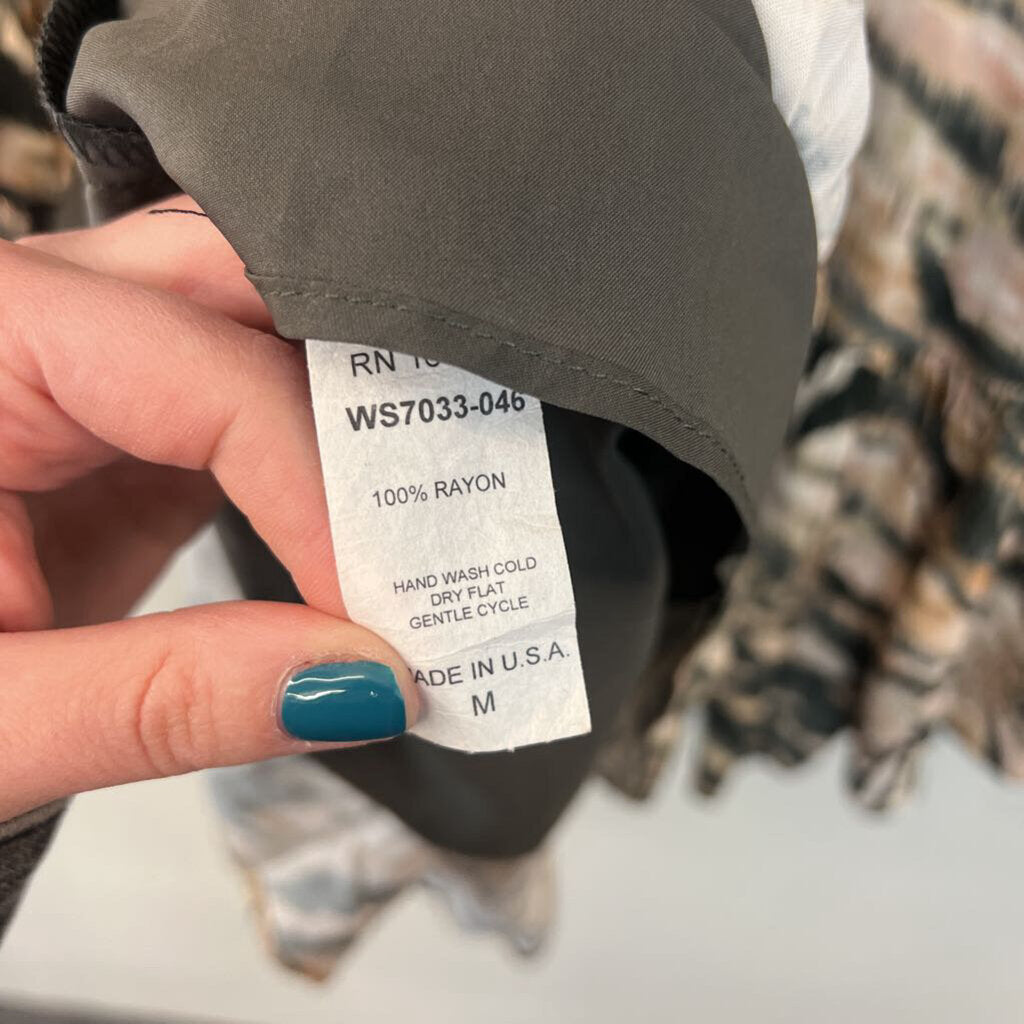 RN
WS7033-046
100% RAYON
HAND WASH COLD
DRY FLAT
GENTLE CYCLE
ADE IN U.S.A.
M